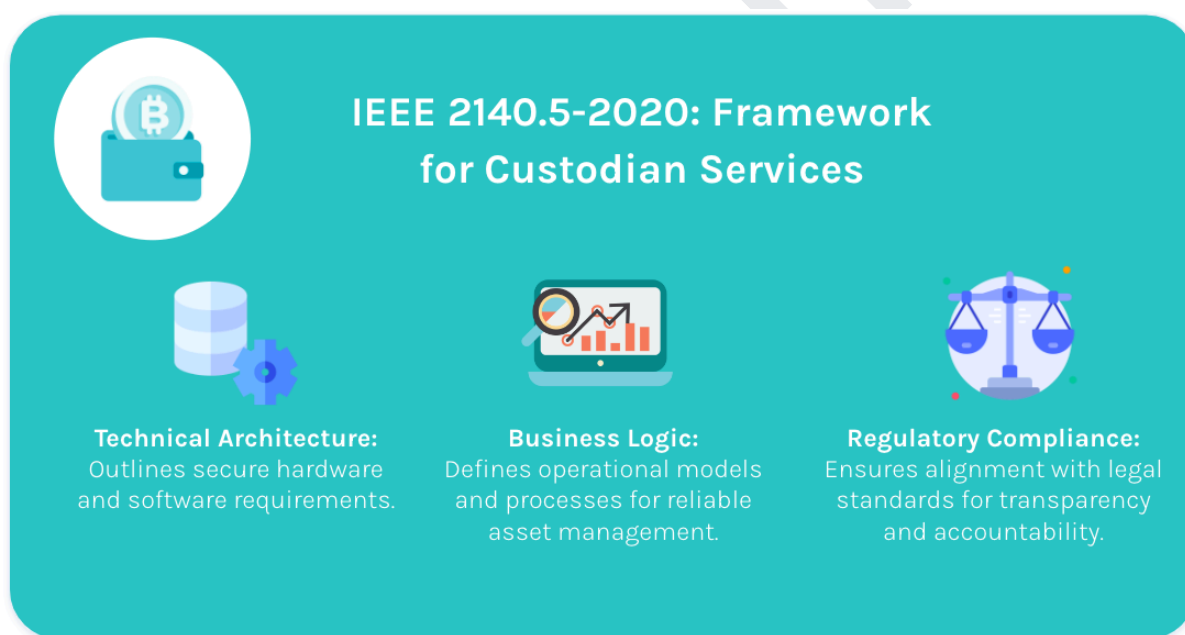 IEEE 2140.5-2020: Framework
for Custodian Services
Technical Architecture:
Outlines secure hardware
and software requirements.
Business Logic:
Defines operational models
and processes for reliable
asset management.
Regulatory Compliance:
Ensures alignment with legal
standards for transparency
and accountability.